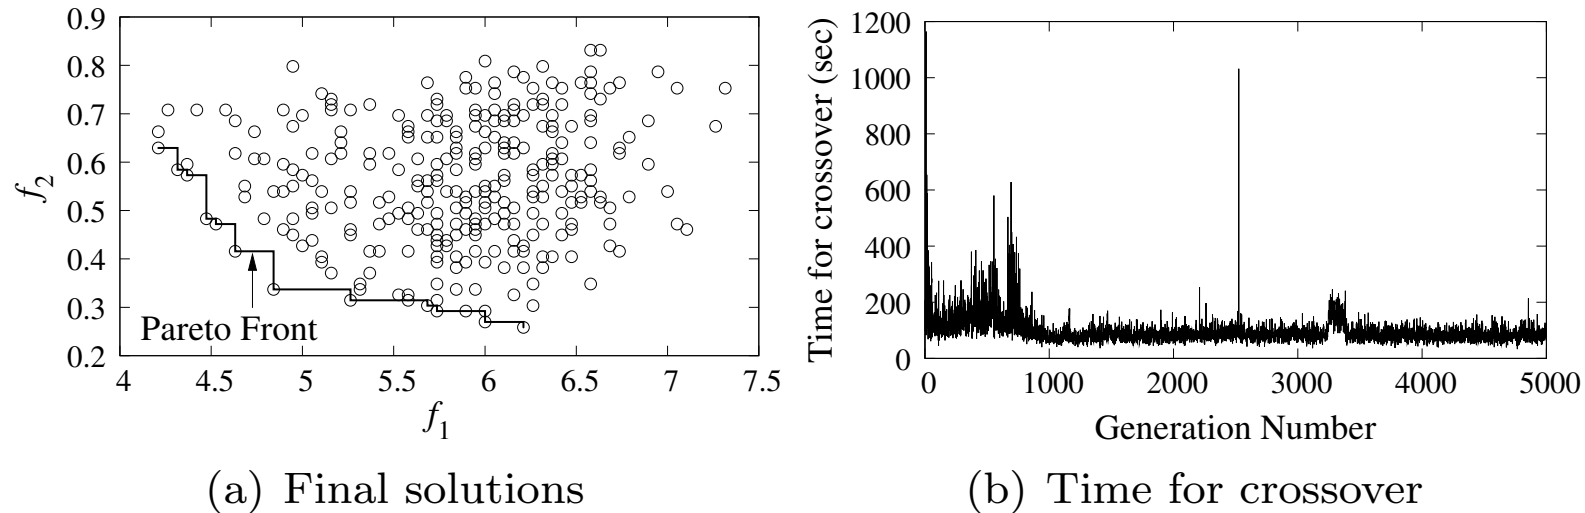 0.9
0.8
0.7
0.6
0.5
0.4
0.3
0.2
f2
Pareto Front
4 4.5 5 5.5 6 6.5 7 7.5
f1
(a) Final solutions
1200
1000
800
600
400
200
0
Time for crossover (sec)
0 1000 2000 3000 4000 5000
Generation Number
(b) Time for crossover